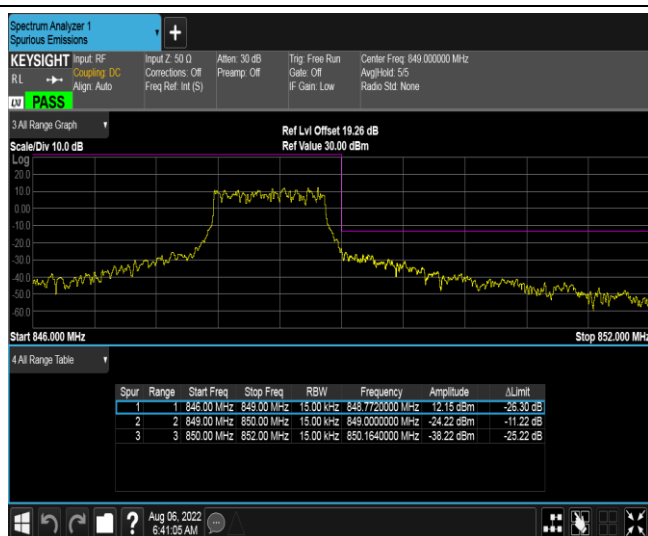 Spectrum Analyzer 1
Spurious Emissions
+
KEYSIGHT Input: RF Input Z: 50 Ω Atten: 30 dB Trig: Free Run Center Freq: 849.000000 MHz
RL Coupling: DC Corrections: Off Preamp: Off Gate: Off Avg|Hold: 5/5
Align: Auto Freq Ref: Int (S) IF Gain: Low Radio Std: None
LXI PASS
3 All Range Graph
Ref Lvl Offset 19.26 dB
Scale/Div 10.0 dB Ref Value 30.00 dBm
Log
20.0
10.0
0.00
-10.0
-20.0
-30.0
-40.0
-50.0
-60.0
Start 846.000 MHz Stop 852.000 MHz
4 All Range Table
Spur Range Start Freq Stop Freq RBW Frequency Amplitude ΔLimit
1 1 846.00 MHz 849.00 MHz 15.00 kHz 848.7720000 MHz 12.15 dBm -26.30 dB
2 2 849.00 MHz 850.00 MHz 15.00 kHz 849.0000000 MHz -24.22 dBm -11.22 dB
3 3 850.00 MHz 852.00 MHz 15.00 kHz 850.1640000 MHz -38.22 dBm -25.22 dB
? Aug 06, 2022
6:41:05 AM